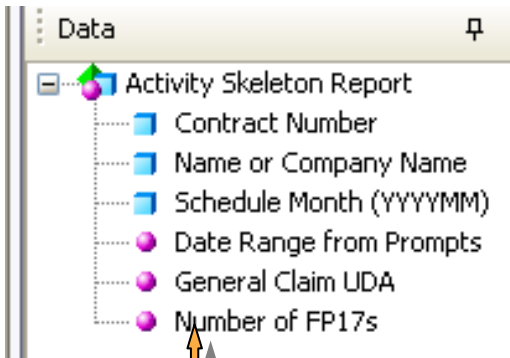 Data
Activity Skeleton Report
Contract Number
Name or Company Name
Schedule Month (YYYYMM)
Date Range from Prompts
General Claim UDA
Number of FP17s